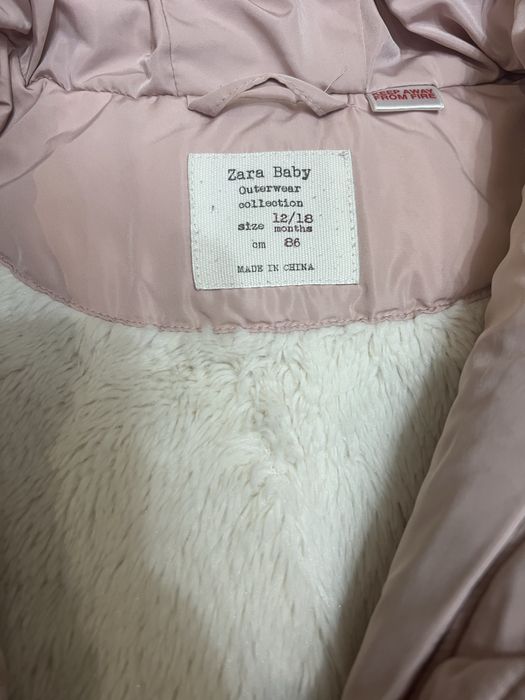 KEEP AWAY
FROM FIRE
Zara Baby
Outerwear
collection
size 12/18
months
cm 86
MADE IN CHINA